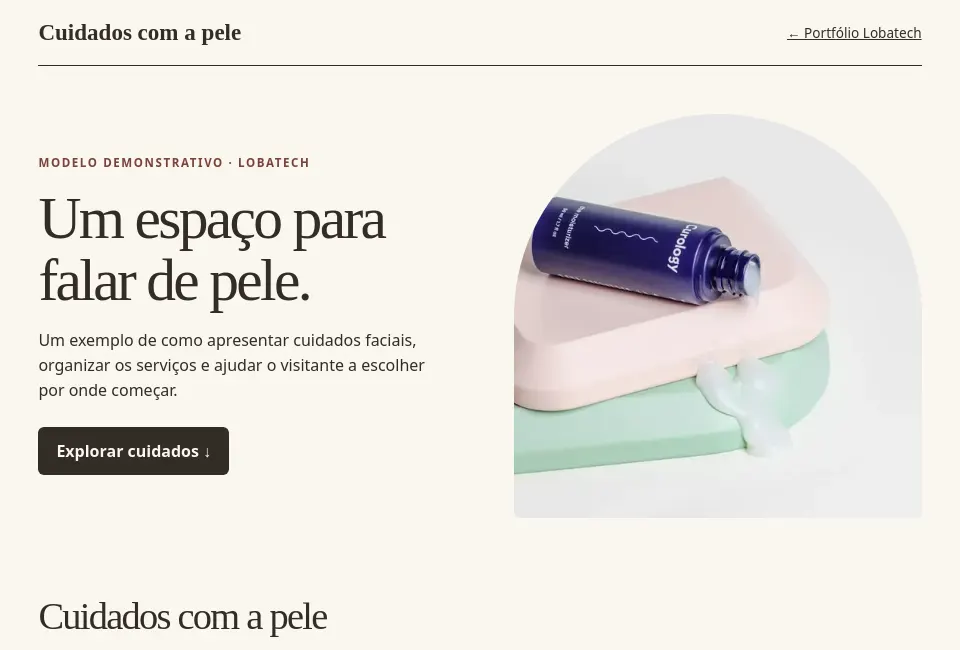 Cuidados com a pele
← Portfólio Lobatech
MODELO DEMONSTRATIVO · LOBATECH
Um espaço para
falar de pele.
Um exemplo de como apresentar cuidados faciais,
organizar os serviços e ajudar o visitante a escolher
por onde começar.
Explorar cuidados ↓
Curology
Cuidados com a pele